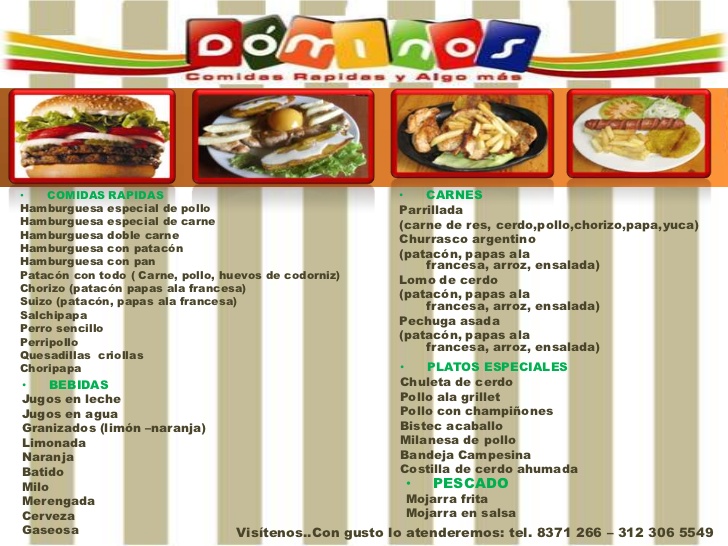 DÓMINOS
Comidas Rapidas y Algo más
• COMIDAS RAPIDAS
Hamburguesa especial de pollo
Hamburguesa especial de carne
Hamburguesa doble carne
Hamburguesa con patacón
Hamburguesa con pan
Patacón con todo ( Carne, pollo, huevos de codorniz)
Chorizo (patacón papas ala francesa)
Suizo (patacón, papas ala francesa)
Salchipapa
Perro sencillo
Perripollo
Quesadillas criollas
Choripapa
• BEBIDAS
Jugos en leche
Jugos en agua
Granizados (limón –naranja)
Limonada
Naranja
Batido
Milo
Merengada
Cerveza
Gaseosa
• CARNES
Parrillada
(carne de res, cerdo,pollo,chorizo,papa,yuca)
Churrasco argentino
(patacón, papas ala
francesa, arroz, ensalada)
Lomo de cerdo
(patacón, papas ala
francesa, arroz, ensalada)
Pechuga asada
(patacón, papas ala
francesa, arroz, ensalada)
• PLATOS ESPECIALES
Chuleta de cerdo
Pollo ala grillet
Pollo con champiñones
Bistec acaballo
Milanesa de pollo
Bandeja Campesina
Costilla de cerdo ahumada
• PESCADO
Mojarra frita
Mojarra en salsa
Visítenos..Con gusto lo atenderemos: tel. 8371 266 – 312 306 5549